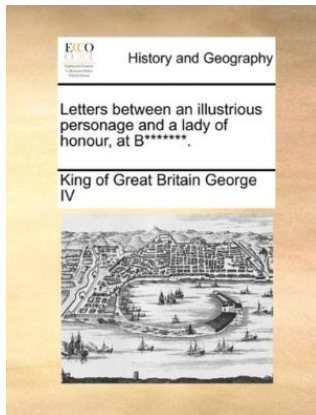 ECCO
History and Geography
Letters between an illustrious
personage and a lady of
honour, at B*******.
King of Great Britain George
IV